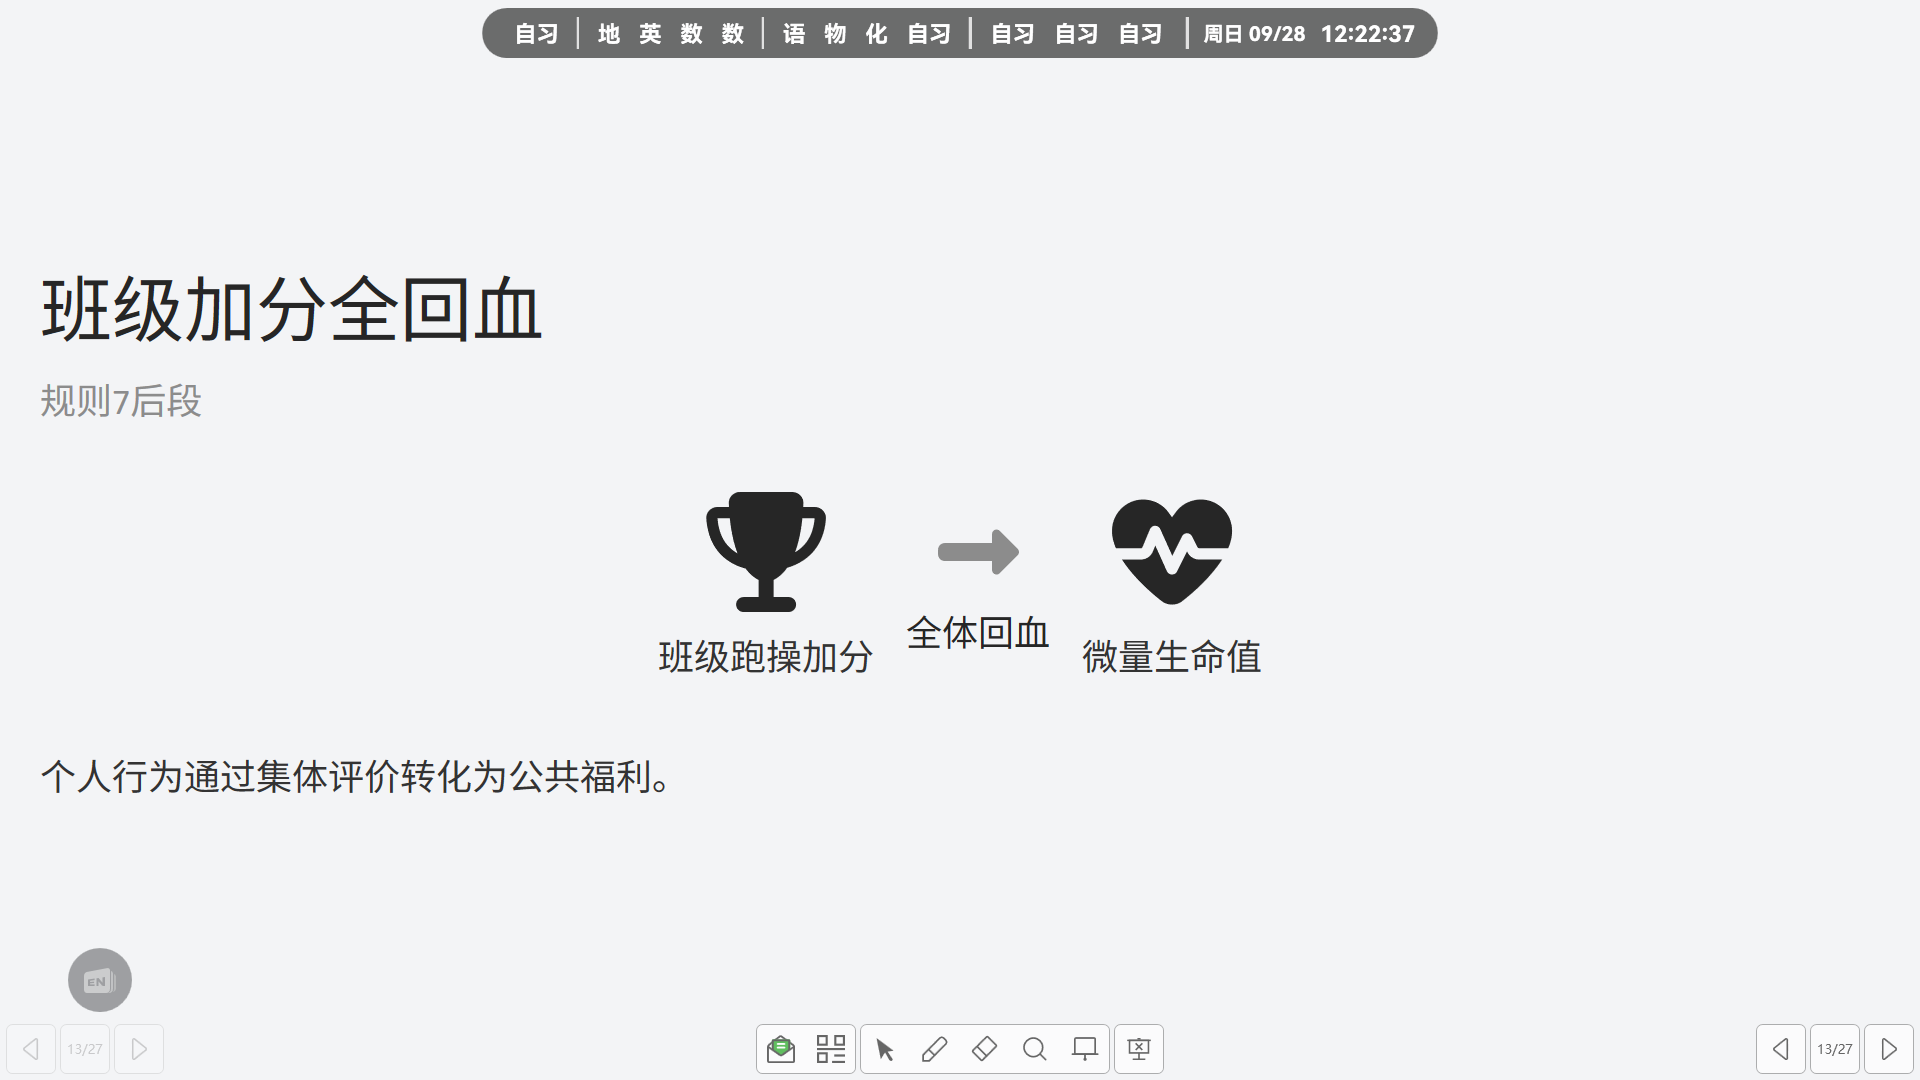 自习 | 地 英 数 数 | 语 物 化 自习 | 自习 自习 自习 | 周日 09/28 12:22:37
班级加分全回血
规则7后段
班级跑操加分
全体回血
微量生命值
个人行为通过集体评价转化为公共福利。
EN
13/27
13/27